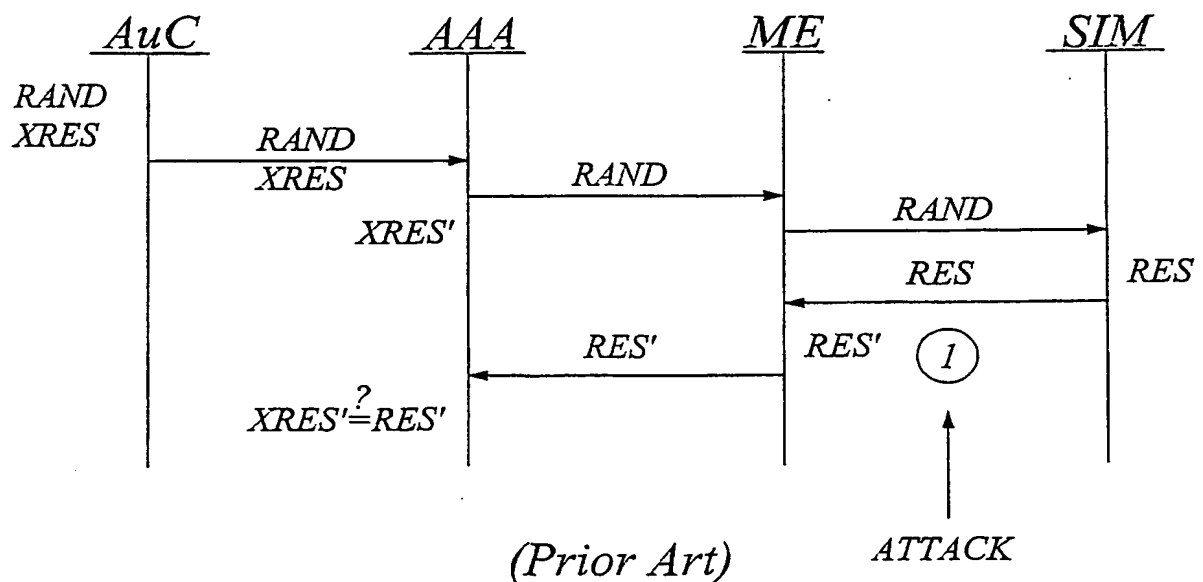 AuC AAA ME SIM
RAND
XRES
RAND
XRES
RAND
XRES'
RAND
RES
RES
RES'
RES'
1
?
XRES'=RES'
ATTACK
(Prior Art)